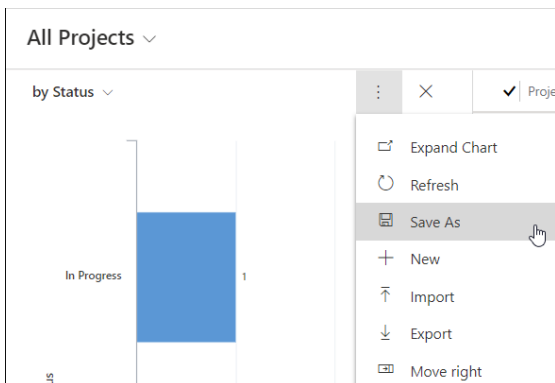 All Projects
by Status
Expand Chart
Refresh
Save As
New
Import
Export
Move right
In Progress
1